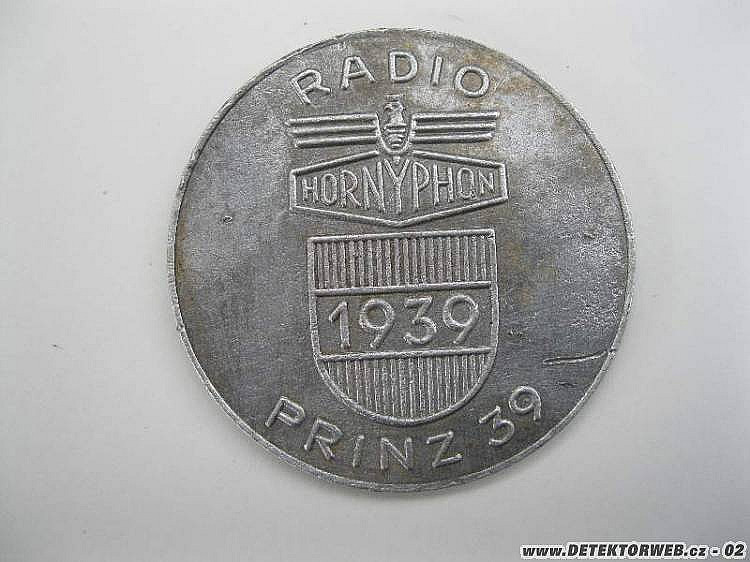 RADIO
HORNYPHON
1939
PRINZ 39
www.DETEKTORWEB.cz - 02